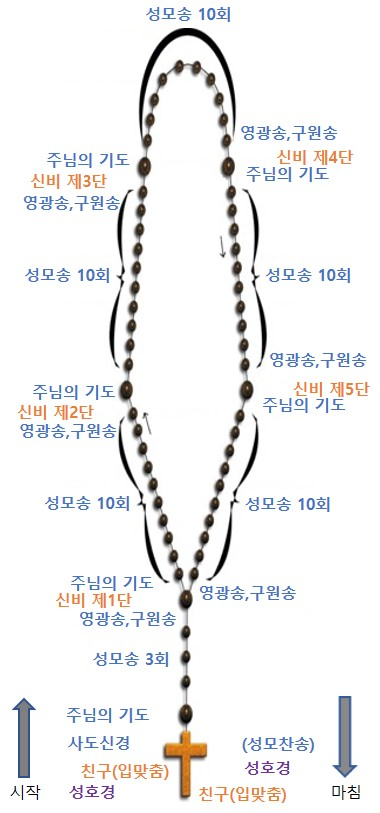 성모송 10회
영광송,구원송
주님의 기도
신비 제3단
영광송,구원송
신비 제4단
주님의 기도
성모송 10회
성모송 10회
영광송,구원송
주님의 기도
신비 제2단
영광송,구원송
신비 제5단
주님의 기도
성모송 10회
성모송 10회
주님의 기도
신비 제1단
영광송,구원송
영광송,구원송
성모송 3회
주님의 기도
사도신경
(성모찬송)
친구(입맞춤)
성호경
시작
성호경
친구(입맞춤)
마침